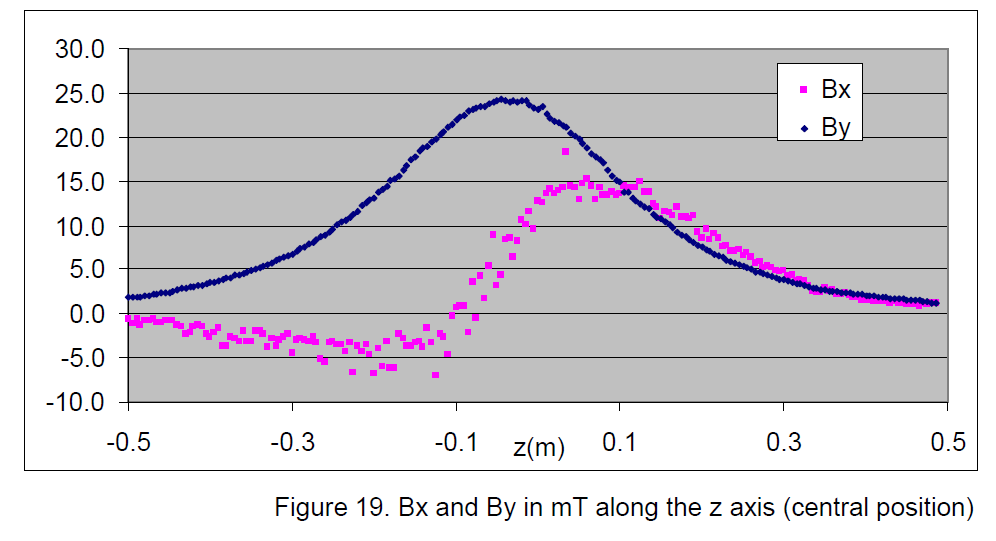 30.0
25.0
20.0
15.0
10.0
5.0
0.0
-5.0
-10.0
Bx
By
-0.5 -0.3 -0.1 z(m) 0.1 0.3 0.5
Figure 19. Bx and By in mT along the z axis (central position)